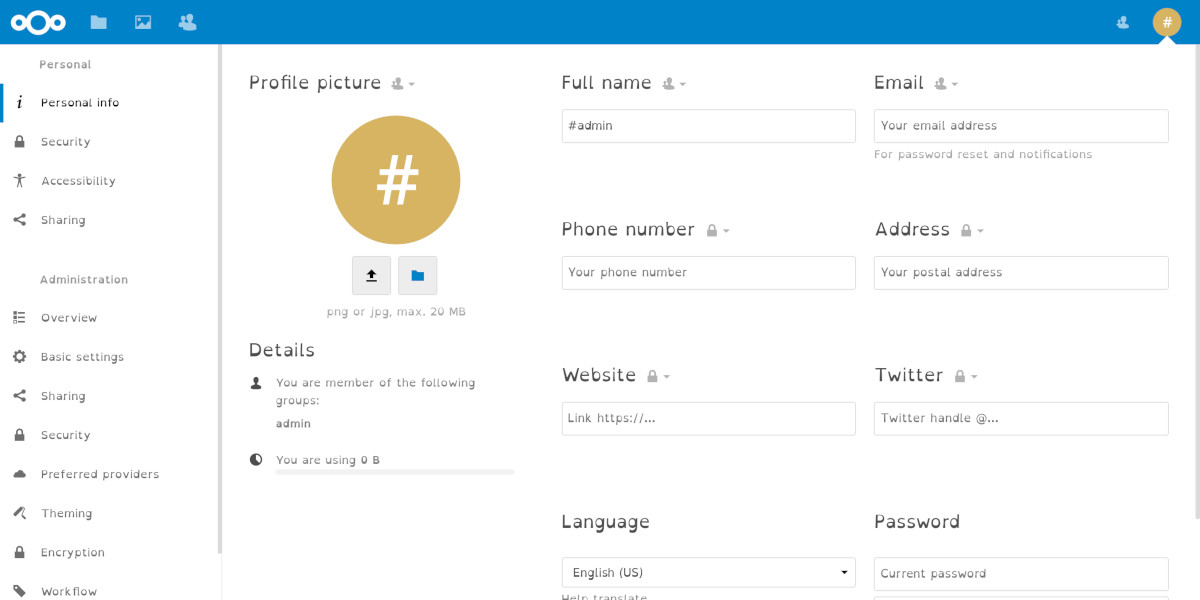 #
Personal
Personal info
Security
Accessibility
Sharing
Administration
Overview
Basic settings
Sharing
Security
Preferred providers
Theming
Encryption
Workflow
Profile picture
#
png or jpg, max. 20 MB
Details
You are member of the following
groups:
admin
You are using 0 B
Full name
#admin
Email
Your email address
For password reset and notifications
Phone number
Your phone number
Address
Your postal address
Website
Link https://...
Twitter
Twitter handle @...
Language
English (US)
Help translate
Password
Current password